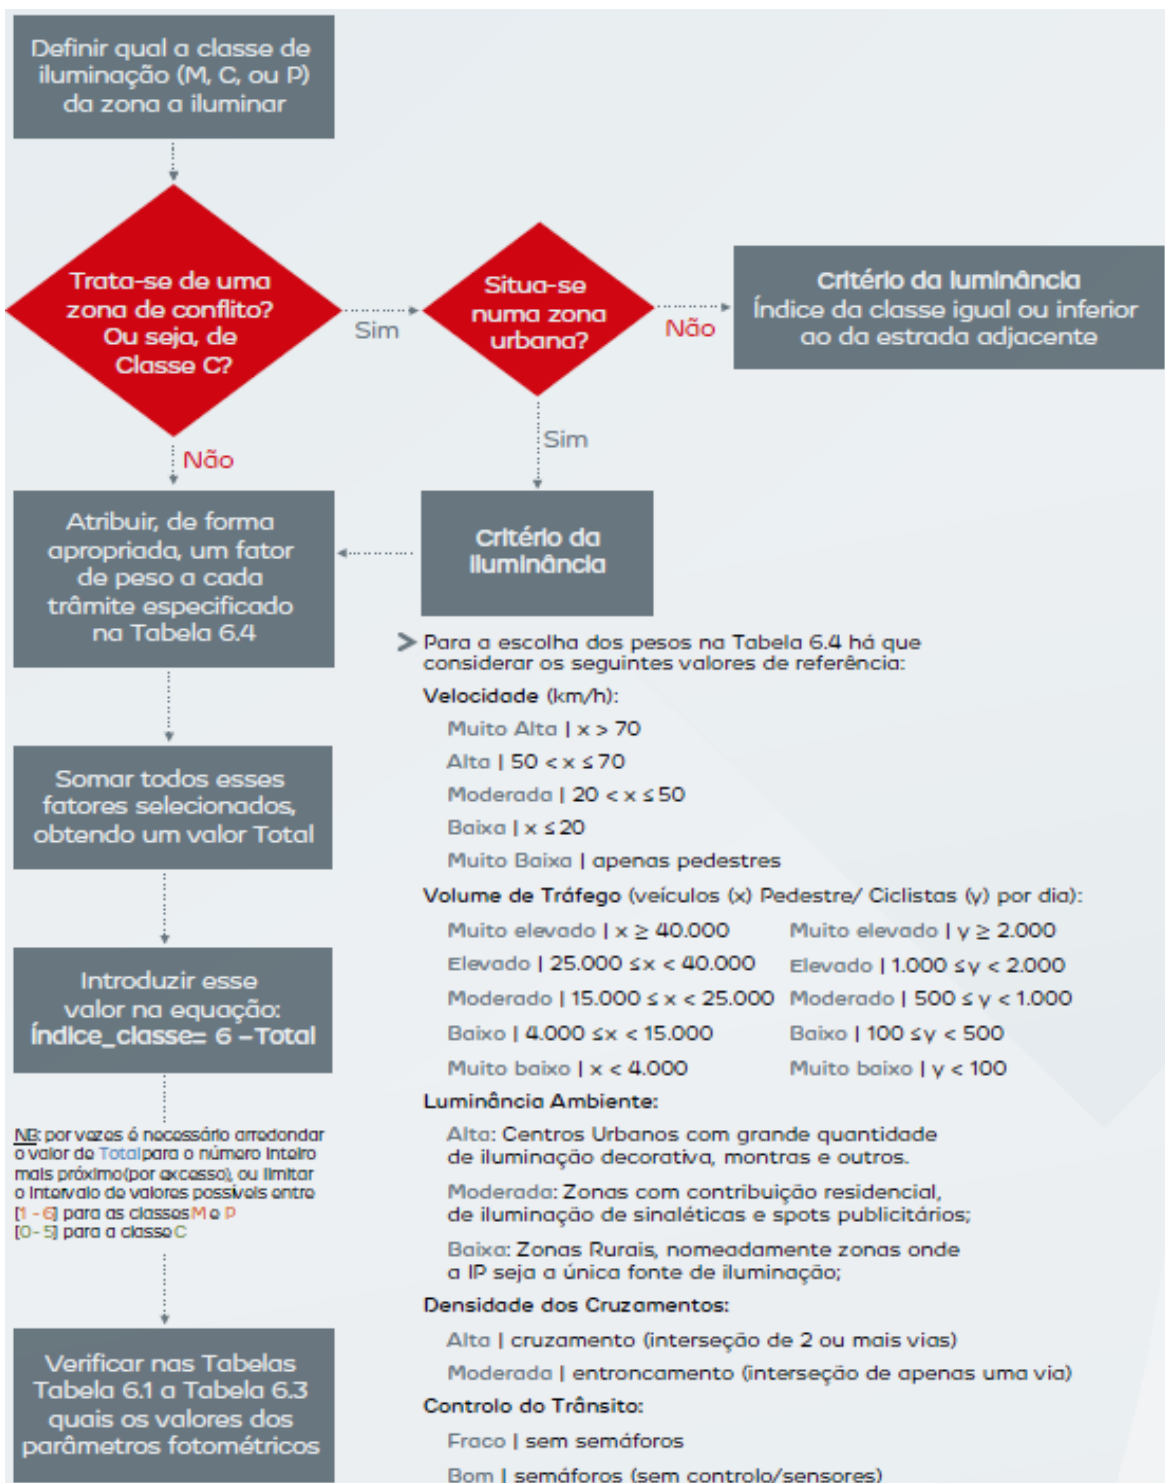 Definir qual a classe de
iluminação (M, C, ou P)
da zona a iluminar
Trata-se de uma
zona de conflito?
Ou seja, de
Classe C?
Sim
Situa-se
numa zona
urbana?
Não
Critério da luminância
Índice da classe igual ou inferior
ao da estrada adjacente
Não
Sim
Atribuir, de forma
apropriada, um fator
de peso a cada
trâmite especificado
na Tabela 6.4
Critério da
iluminância
Somar todos esses
fatores selecionados,
obtendo um valor Total
Introduzir esse
valor na equação:
Índice_classe= 6 – Total
NB: por vezes é necessário arredondar
o valor de Total para o número inteiro
mais próximo (por excesso), ou limitar
o intervalo de valores possíveis entre
[1 - 6] para as classes M e P
[0- 5] para a classe C
Verificar nas Tabelas
Tabela 6.1 a Tabela 6.3
quais os valores dos
parâmetros fotométricos
> Para a escolha dos pesos na Tabela 6.4 há que
considerar os seguintes valores de referência:
Velocidade (km/h):
Muito Alta | x > 70
Alta | 50 < x ≤ 70
Moderada | 20 < x ≤ 50
Baixa | x ≤ 20
Muito Baixa | apenas pedestres
Volume de Tráfego (veículos (x) Pedestre/ Ciclistas (y) por dia):
Muito elevado | x ≥ 40.000 Muito elevado | y ≥ 2.000
Elevado | 25.000 ≤x < 40.000 Elevado | 1.000 ≤y < 2.000
Moderado | 15.000 ≤ x < 25.000 Moderado | 500 ≤ y < 1.000
Baixo | 4.000 ≤x < 15.000 Baixo | 100 ≤y < 500
Muito baixo | x < 4.000 Muito baixo | y < 100
Luminância Ambiente:
Alta: Centros Urbanos com grande quantidade
de iluminação decorativa, montras e outros.
Moderada: Zonas com contribuição residencial,
de iluminação de sinaléticas e spots publicitários;
Baixa: Zonas Rurais, nomeadamente zonas onde
a IP seja a única fonte de iluminação;
Densidade dos Cruzamentos:
Alta | cruzamento (interseção de 2 ou mais vias)
Moderada | entroncamento (interseção de apenas uma via)
Controlo do Trânsito:
Fraco | sem semáforos
Bom | semáforos (sem controlo/sensores)